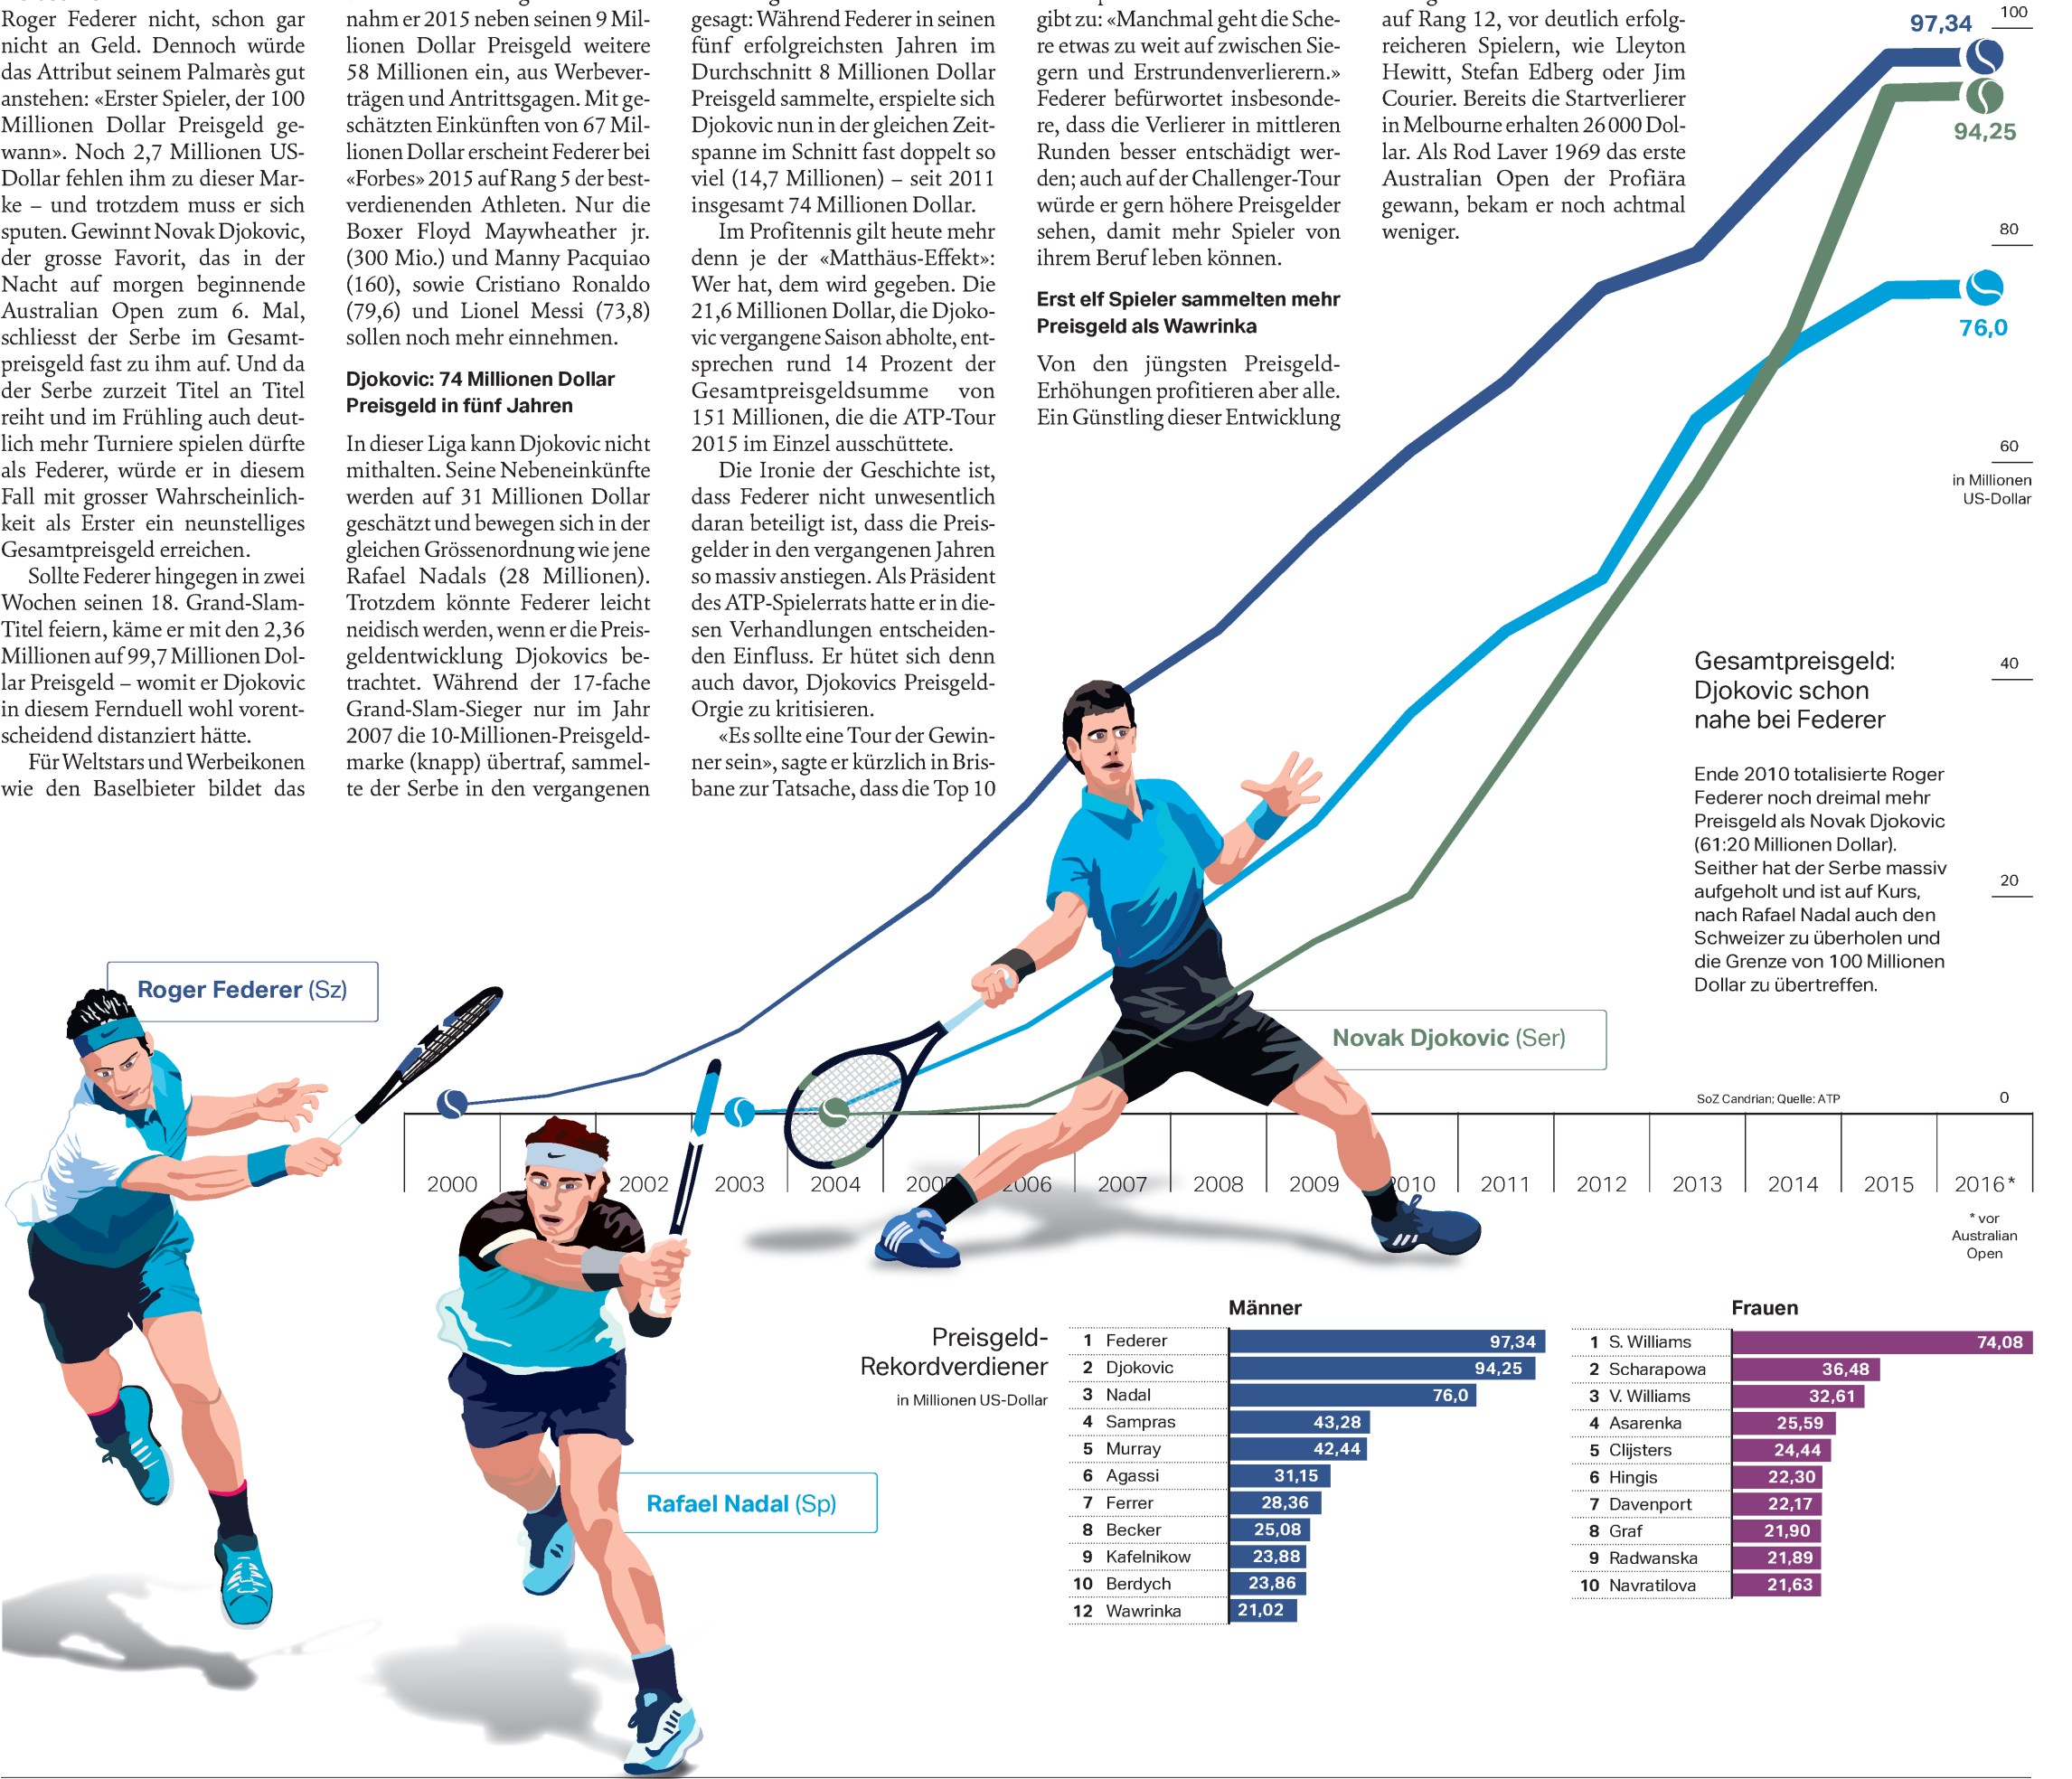 Roger Federer nicht, schon gar
nicht an Geld. Dennoch würde
das Attribut seinem Palmarès gut
anstehen: «Erster Spieler, der 100
Millionen Dollar Preisgeld ge-
wann». Noch 2,7 Millionen US-
Dollar fehlen ihm zu dieser Mar-
ke – und trotzdem muss er sich
sputen. Gewinnt Novak Djokovic,
der grosse Favorit, das in der
Nacht auf morgen beginnende
Australian Open zum 6. Mal,
schliesst der Serbe im Gesamt-
preisgeld fast zu ihm auf. Und da
der Serbe zurzeit Titel an Titel
reiht und im Frühling auch deut-
lich mehr Turniere spielen dürfte
als Federer, würde er in diesem
Fall mit grosser Wahrscheinlich-
keit als Erster ein neunstelliges
Gesamtpreisgeld erreichen.
Sollte Federer hingegen in zwei
Wochen seinen 18. Grand-Slam-
Titel feiern, käme er mit den 2,36
Millionen auf 99,7 Millionen Dol-
lar Preisgeld – womit er Djokovic
in diesem Fernduell wohl vorent-
scheidend distanziert hätte.
Für Weltstars und Werbeikonen
wie den Baselbieter bildet das
nahm er 2015 neben seinen 9 Mil-
lionen Dollar Preisgeld weitere
58 Millionen ein, aus Werbever-
trägen und Antrittsgagen. Mit ge-
schätzten Einkünften von 67 Mil-
lionen Dollar erscheint Federer bei
«Forbes» 2015 auf Rang 5 der best-
verdienenden Athleten. Nur die
Boxer Floyd Maywheather jr.
(300 Mio.) und Manny Pacquiao
(160), sowie Cristiano Ronaldo
(79,6) und Lionel Messi (73,8)
sollen noch mehr einnehmen.
Djokovic: 74 Millionen Dollar
Preisgeld in fünf Jahren
In dieser Liga kann Djokovic nicht
mithalten. Seine Nebeneinkünfte
werden auf 31 Millionen Dollar
geschätzt und bewegen sich in der
gleichen Grössenordnung wie jene
Rafael Nadals (28 Millionen).
Trotzdem könnte Federer leicht
neidisch werden, wenn er die Preis-
geldentwicklung Djokovics be-
trachtet. Während der 17-fache
Grand-Slam-Sieger nur im Jahr
2007 die 10-Millionen-Preisgeld-
marke (knapp) übertraf, sammel-
te der Serbe in den vergangenen
gesagt: Während Federer in seinen
fünf erfolgreichsten Jahren im
Durchschnitt 8 Millionen Dollar
Preisgeld sammelte, erspielte sich
Djokovic nun in der gleichen Zeit-
spanne im Schnitt fast doppelt so
viel (14,7 Millionen) – seit 2011
insgesamt 74 Millionen Dollar.
Im Profitennis gilt heute mehr
denn je der «Matthäus-Effekt»:
Wer hat, dem wird gegeben. Die
21,6 Millionen Dollar, die Djoko-
vic vergangene Saison abholte, ent-
sprechen rund 14 Prozent der
Gesamtpreisgeldsumme von
151 Millionen, die die ATP-Tour
2015 im Einzel ausschüttete.
Die Ironie der Geschichte ist,
dass Federer nicht unwesentlich
daran beteiligt ist, dass die Preis-
gelder in den vergangenen Jahren
so massiv anstiegen. Als Präsident
des ATP-Spielerrats hatte er in die-
sen Verhandlungen entscheiden-
den Einfluss. Er hütet sich denn
auch davor, Djokovics Preisgeld-
Orgie zu kritisieren.
«Es sollte eine Tour der Gewin-
ner sein», sagte er kürzlich in Bris-
bane zur Tatsache, dass die Top 10
gibt zu: «Manchmal geht die Sche-
re etwas zu weit auf zwischen Sie-
gern und Erstrundenverlierern.»
Federer befürwortet insbesonde-
re, dass die Verlierer in mittleren
Runden besser entschädigt wer-
den; auch auf der Challenger-Tour
würde er gern höhere Preisgelder
sehen, damit mehr Spieler von
ihrem Beruf leben können.
Erst elf Spieler sammelten mehr
Preisgeld als Wawrinka
Von den jüngsten Preisgeld-
Erhöhungen profitieren aber alle.
Ein Günstling dieser Entwicklung
auf Rang 12, vor deutlich erfolg-
reicheren Spielern, wie Lleyton
Hewitt, Stefan Edberg oder Jim
Courier. Bereits die Startverlierer
in Melbourne erhalten 26 000 Dol-
lar. Als Rod Laver 1969 das erste
Australian Open der Profiära
gewann, bekam er noch achtmal
weniger.
97,34
94,25
76,0
100
80
60
in Millionen
US-Dollar
40
20
0
Gesamtpreisgeld:
Djokovic schon
nahe bei Federer
Ende 2010 totalisierte Roger
Federer noch dreimal mehr
Preisgeld als Novak Djokovic
(61:20 Millionen Dollar).
Seither hat der Serbe massiv
aufgeholt und ist auf Kurs,
nach Rafael Nadal auch den
Schweizer zu überholen und
die Grenze von 100 Millionen
Dollar zu übertreffen.
Roger Federer (Sz)
Novak Djokovic (Ser)
SoZ Candrian; Quelle: ATP
2000 2002 2003 2004 2005 2006 2007 2008 2009 2010 2011 2012 2013 2014 2015 2016*
* vor
Australian
Open
Rafael Nadal (Sp)
Preisgeld-
Rekordverdiener
in Millionen US-Dollar
Männer
1 Federer 97,34
2 Djokovic 94,25
3 Nadal 76,0
4 Sampras 43,28
5 Murray 42,44
6 Agassi 31,15
7 Ferrer 28,36
8 Becker 25,08
9 Kafelnikow 23,88
10 Berdych 23,86
12 Wawrinka 21,02
Frauen
1 S. Williams 74,08
2 Scharapowa 36,48
3 V. Williams 32,61
4 Asarenka 25,59
5 Clijsters 24,44
6 Hingis 22,30
7 Davenport 22,17
8 Graf 21,90
9 Radwanska 21,89
10 Navratilova 21,63